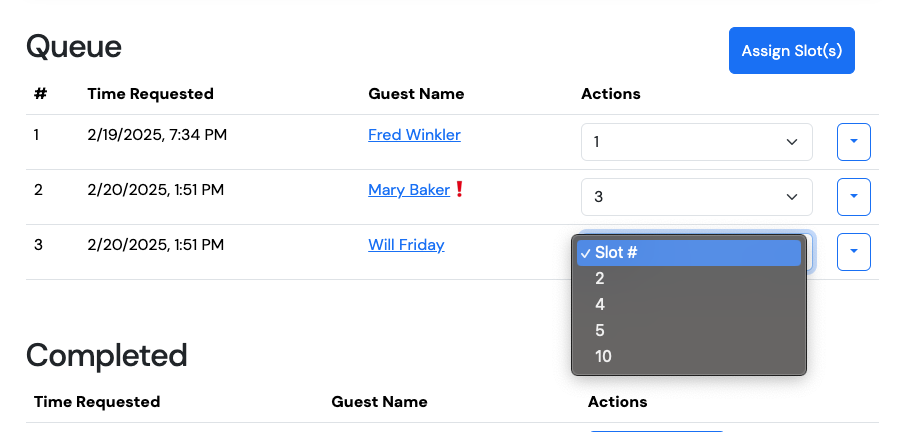 Queue
Assign Slot(s)
# Time Requested Guest Name Actions
1 2/19/2025, 7:34 PM Fred Winkler 1
2 2/20/2025, 1:51 PM Mary Baker ❗ 3
3 2/20/2025, 1:51 PM Will Friday
✓ Slot #
2
4
5
10
Completed
Time Requested Guest Name Actions